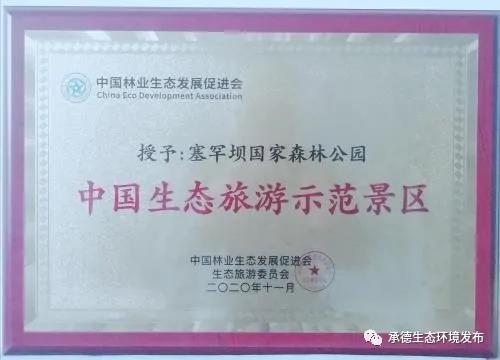 中国林业生态发展促进会
China Eco Development Association
授予:塞罕坝国家森林公园
中国生态旅游示范景区
中国林业生态发展促进会
生态旅游委员会
二〇二〇年十一月
承德生态环境发布